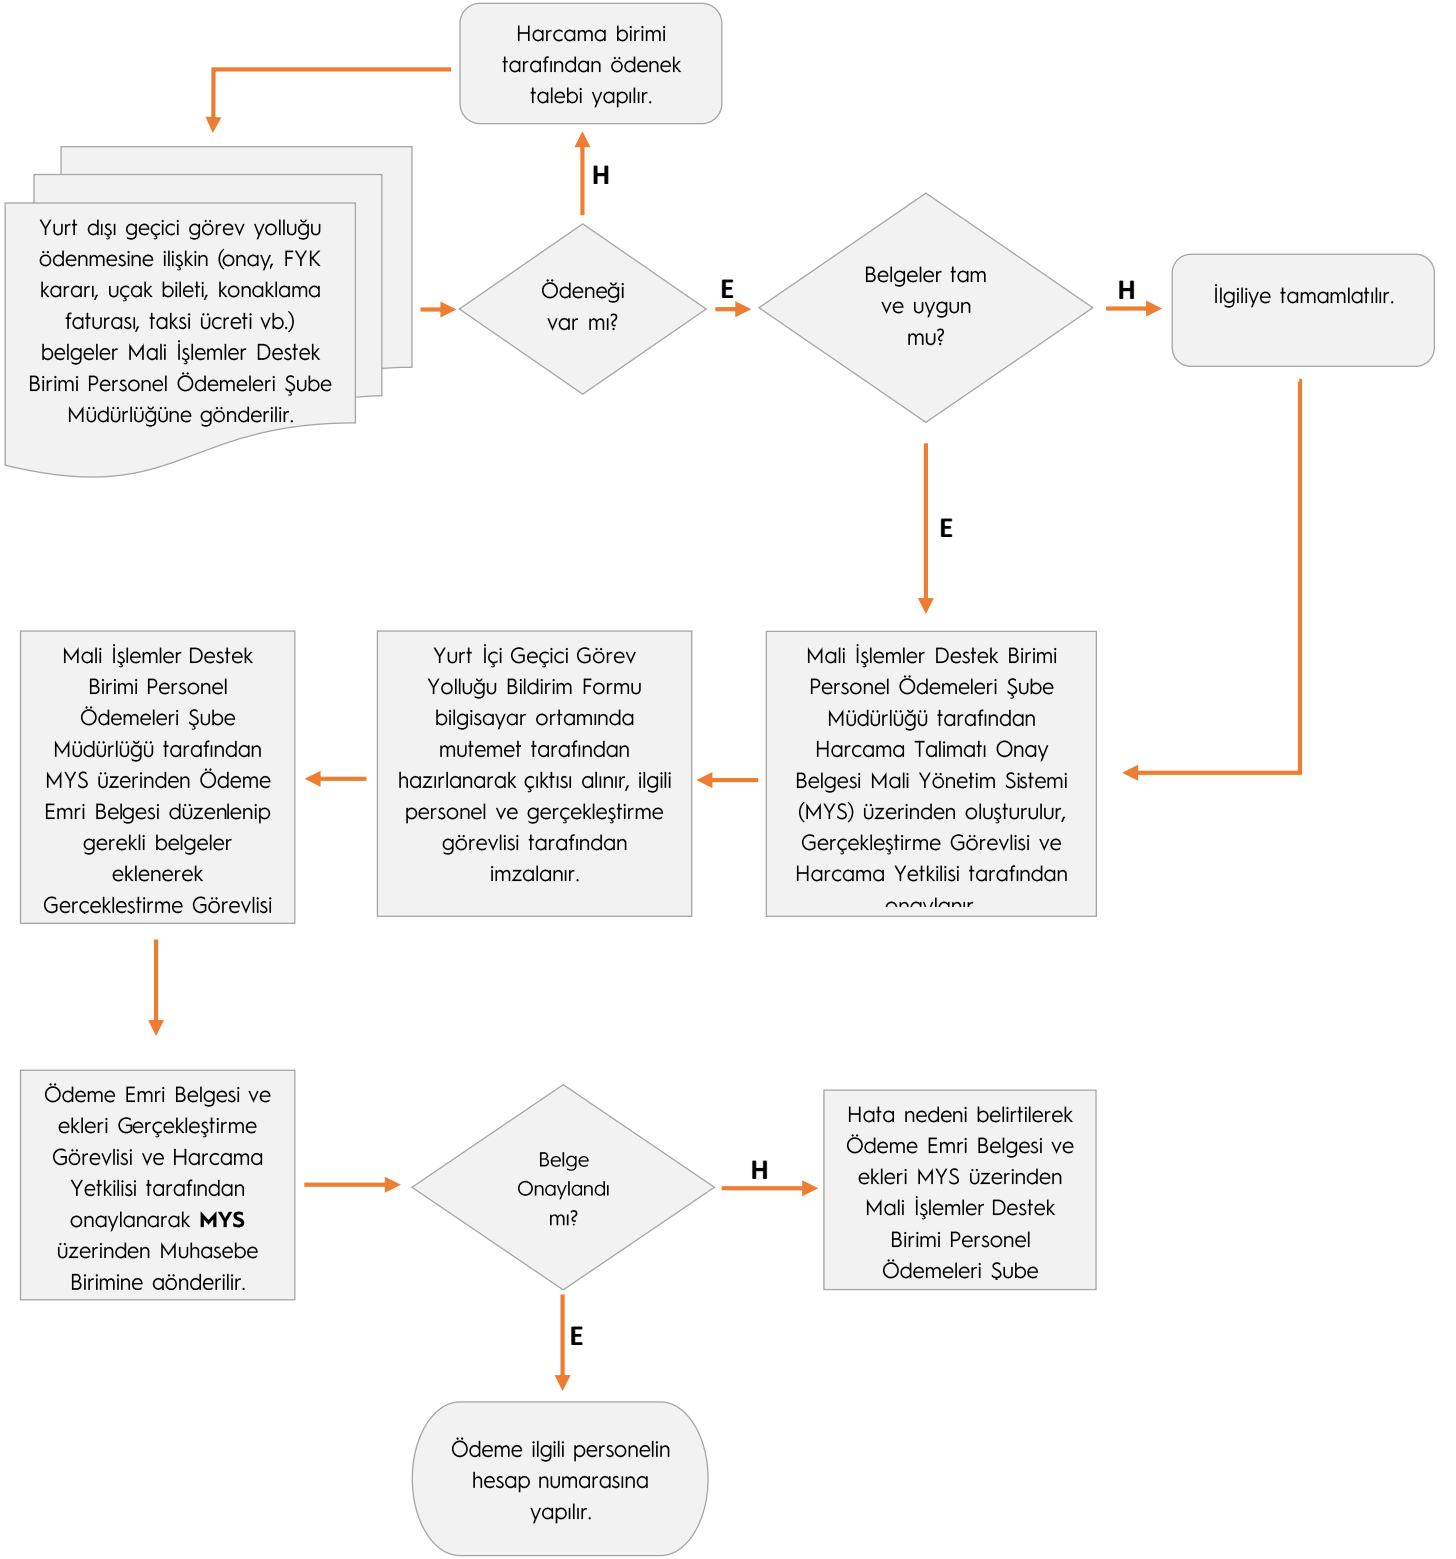 Harcama birimi
tarafından ödenek
talebi yapılır.
H
Yurt dışı geçici görev yolluğu
ödenmesine ilişkin (onay, FYK
kararı, uçak bileti, konaklama
faturası, taksi ücreti vb.)
belgeler Mali İşlemler Destek
Birimi Personel Ödemeleri Şube
Müdürlüğüne gönderilir.
Ödeneği
var mı?
E
Belgeler tam
ve uygun
mu?
H
İlgiliye tamamlatılır.
E
Mali İşlemler Destek Birimi
Personel Ödemeleri Şube
Müdürlüğü tarafından
Harcama Talimatı Onay
Belgesi Mali Yönetim Sistemi
(MYS) üzerinden oluşturulur,
Gerçekleştirme Görevlisi ve
Harcama Yetkilisi tarafından
onaylanır
Yurt İçi Geçici Görev
Yolluğu Bildirim Formu
bilgisayar ortamında
mutemet tarafından
hazırlanarak çıktısı alınır, ilgili
personel ve gerçekleştirme
görevlisi tarafından
imzalanır.
Mali İşlemler Destek
Birimi Personel
Ödemeleri Şube
Müdürlüğü tarafından
MYS üzerinden Ödeme
Emri Belgesi düzenlenip
gerekli belgeler
eklenerek
Gerçekleştirme Görevlisi
Ödeme Emri Belgesi ve
ekleri Gerçekleştirme
Görevlisi ve Harcama
Yetkilisi tarafından
onaylanarak MYS
üzerinden Muhasebe
Birimine gönderilir.
Belge
Onaylandı
mı?
H
Hata nedeni belirtilerek
Ödeme Emri Belgesi ve
ekleri MYS üzerinden
Mali İşlemler Destek
Birimi Personel
Ödemeleri Şube
E
Ödeme ilgili personelin
hesap numarasına
yapılır.